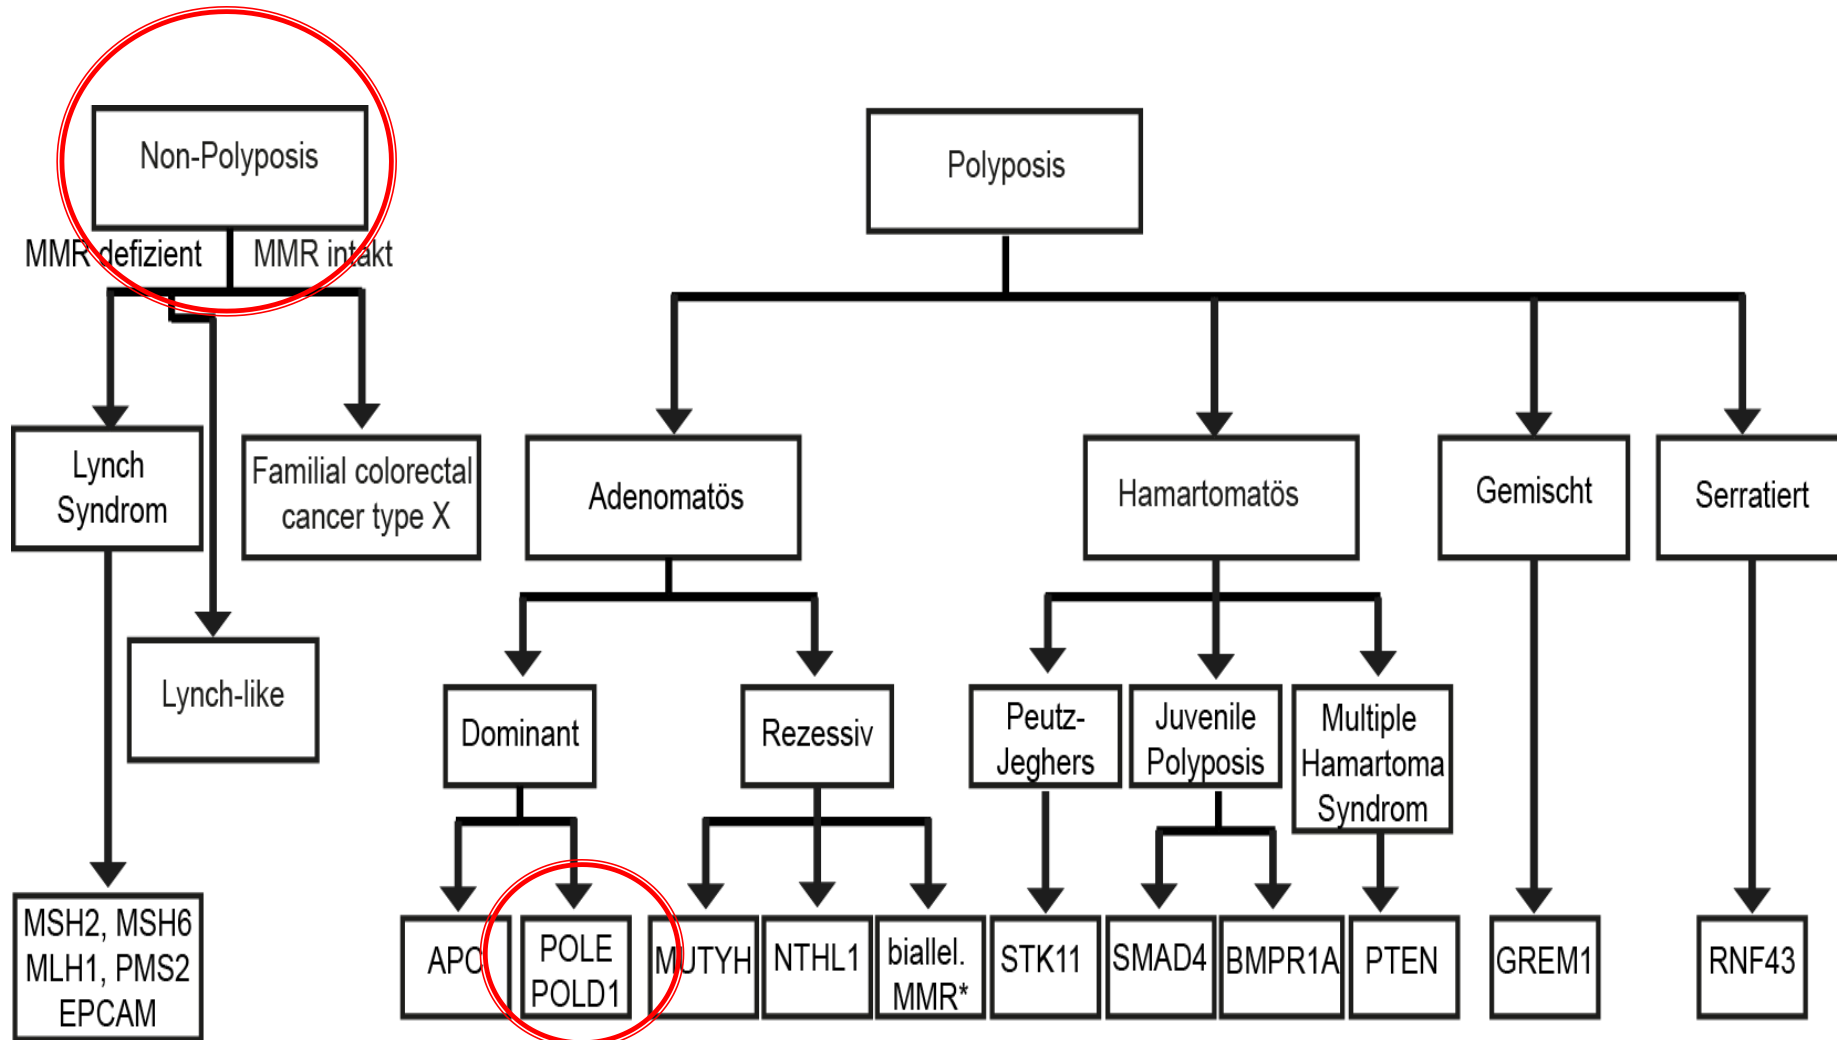 Non-Polyposis
Polyposis
MMR defizient
MMR intakt
Lynch
Syndrom
Familial colorectal
cancer type X
Adenomatös
Hamartomatös
Gemischt
Serratiert
Lynch-like
Dominant
Rezessiv
Peutz-
Jeghers
Juvenile
Polyposis
Multiple
Hamartoma
Syndrom
MSH2, MSH6
MLH1, PMS2
EPCAM
APC
POLE
POLD1
MUTYH
NTHL1
biallel.
MMR*
STK11
SMAD4
BMPR1A
PTEN
GREM1
RNF43